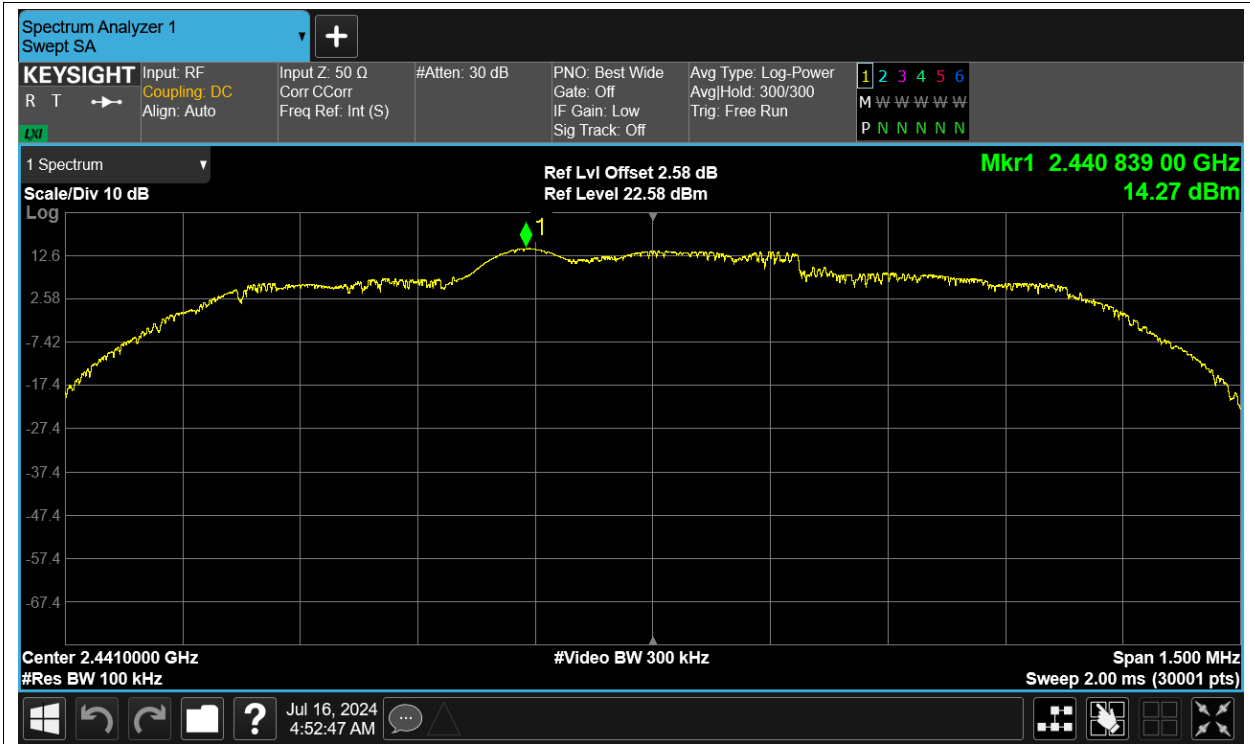 Spectrum Analyzer 1
Swept SA
KEYSIGHT
R T
LXI
Input: RF
Coupling: DC
Align: Auto
Input Z: 50 Ω
Corr CCorr
Freq Ref: Int (S)
#Atten: 30 dB
PNO: Best Wide
Gate: Off
IF Gain: Low
Sig Track: Off
Avg Type: Log-Power
Avg|Hold: 300/300
Trig: Free Run
1 2 3 4 5 6
M W W W W W
P N N N N N
1 Spectrum
Scale/Div 10 dB
Log
Ref Lvl Offset 2.58 dB
Ref Level 22.58 dBm
Mkr1 2.440 839 00 GHz
14.27 dBm
1
12.6
2.58
-7.42
-17.4
-27.4
-37.4
-47.4
-57.4
-67.4
Center 2.4410000 GHz
#Res BW 100 kHz
#Video BW 300 kHz
Span 1.500 MHz
Sweep 2.00 ms (30001 pts)
?
Jul 16, 2024
4:52:47 AM